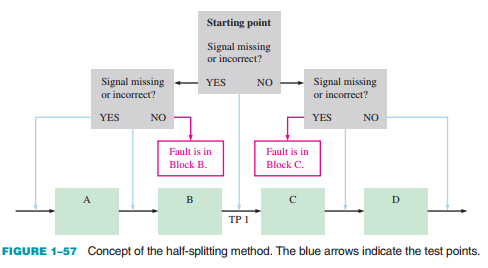 Starting point
Signal missing
or incorrect?
YES NO
Signal missing
or incorrect?
YES NO
Signal missing
or incorrect?
YES NO
Fault is in
Block B.
Fault is in
Block C.
A B C D
TP 1
FIGURE 1–57 Concept of the half-splitting method. The blue arrows indicate the test points.